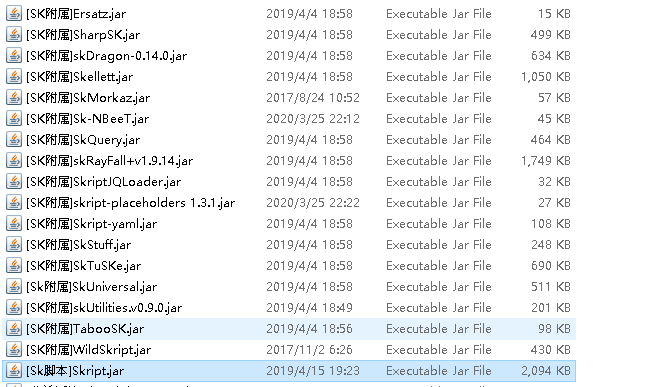 [SK附属]Ersatz.jar 2019/4/4 18:58 Executable Jar File 15 KB
[SK附属]SharpSK.jar 2019/4/4 18:58 Executable Jar File 499 KB
[SK附属]skDragon-0.14.0.jar 2019/4/4 18:58 Executable Jar File 634 KB
[SK附属]Skellett.jar 2019/4/4 18:58 Executable Jar File 1,050 KB
[SK附属]SkMorkaz.jar 2017/8/24 10:52 Executable Jar File 57 KB
[SK附属]Sk-NBeeT.jar 2020/3/25 22:12 Executable Jar File 45 KB
[SK附属]SkQuery.jar 2019/4/4 18:58 Executable Jar File 464 KB
[SK附属]skRayFall+v1.9.14.jar 2019/4/4 18:58 Executable Jar File 1,749 KB
[SK附属]SkriptJQLoader.jar 2019/4/4 18:58 Executable Jar File 32 KB
[SK附属]skript-placeholders 1.3.1.jar 2020/3/25 22:22 Executable Jar File 27 KB
[SK附属]Skript-yaml.jar 2019/4/4 18:58 Executable Jar File 108 KB
[SK附属]SkStuff.jar 2019/4/4 18:58 Executable Jar File 248 KB
[SK附属]SkTuSKe.jar 2019/4/4 18:58 Executable Jar File 690 KB
[SK附属]SkUniversal.jar 2019/4/4 18:58 Executable Jar File 511 KB
[SK附属]skUtilities.v0.9.0.jar 2019/4/4 18:49 Executable Jar File 201 KB
[SK附属]TabooSK.jar 2019/4/4 18:56 Executable Jar File 98 KB
[SK附属]WildSkript.jar 2017/11/2 6:26 Executable Jar File 430 KB
[Sk脚本]Skript.jar 2019/4/15 19:23 Executable Jar File 2,094 KB